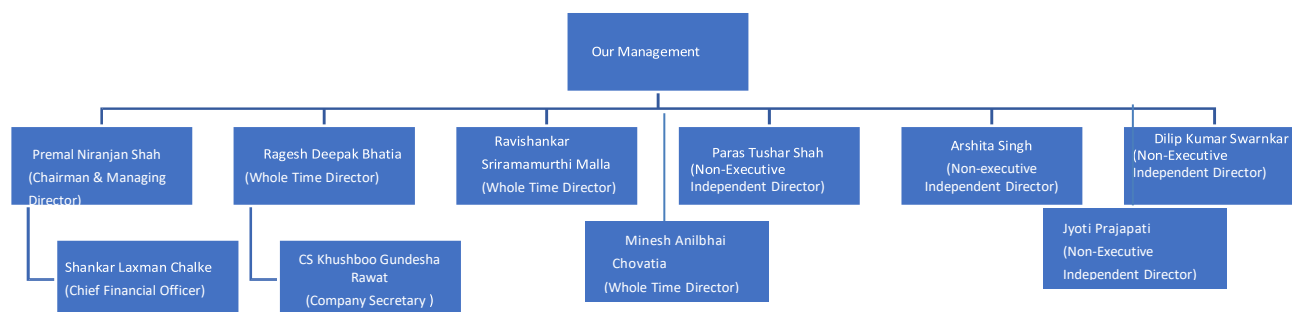 Our Management
Premal Niranjan Shah
(Chairman & Managing
Director)
Ragesh Deepak Bhatia
(Whole Time Director)
Ravishankar
Sriramamurthi Malla
(Whole Time Director)
Paras Tushar Shah
(Non-Executive
Independent Director)
Arshita Singh
(Non-executive
Independent Director)
Dilip Kumar Swarnkar
(Non-Executive
Independent Director)
Shankar Laxman Chalke
(Chief Financial Officer)
CS Khushboo Gundesha
Rawat
(Company Secretary )
Minesh Anilbhai
Chovatia
(Whole Time Director)
Jyoti Prajapati
(Non-Executive
Independent Director)